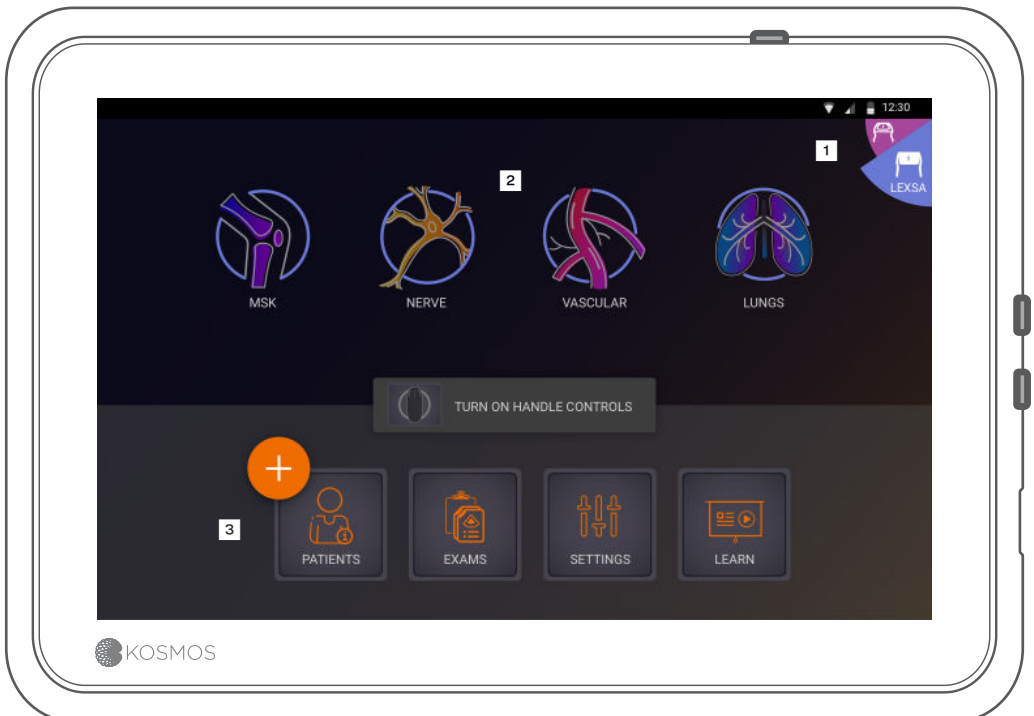 12:30
1
LEXSA
2
MSK
NERVE
VASCULAR
LUNGS
TURN ON HANDLE CONTROLS
3
PATIENTS
EXAMS
SETTINGS
LEARN
KOSMOS